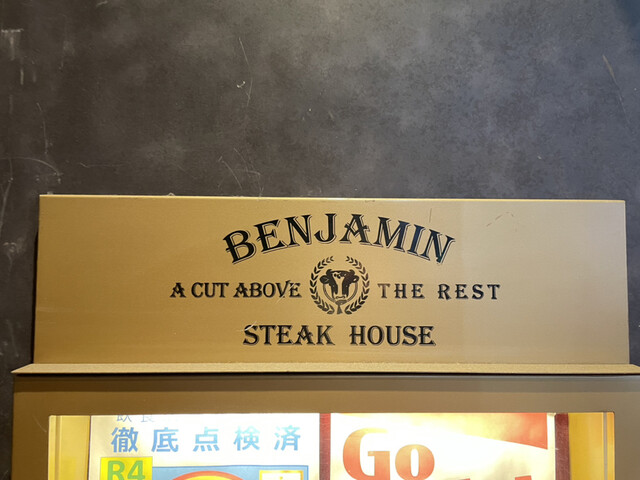 BENJAMIN
A CUT ABOVE THE REST
STEAK HOUSE
徹底点検済
R4
Go